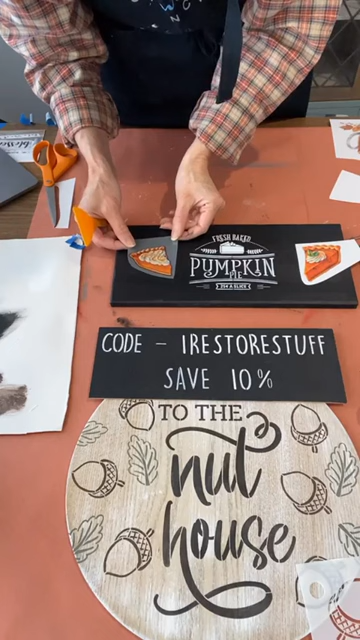 FRESH BAKED
PUMPKIN
PIE
CODE - IRESTORESTUFF
SAVE 10%
TO THE
nut
house